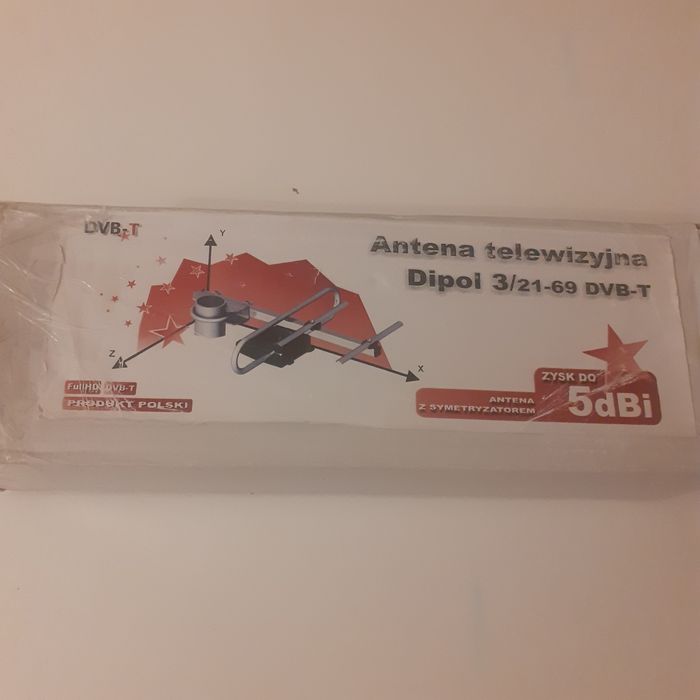 DVB-T
Antena telewizyjna
Dipol 3/21-69 DVB-T
Y
Z
X
FullHD DVB-T
PRODUKT POLSKI
ANTENA
Z SYMETRYZATOREM
ZYSK DO
5dBi